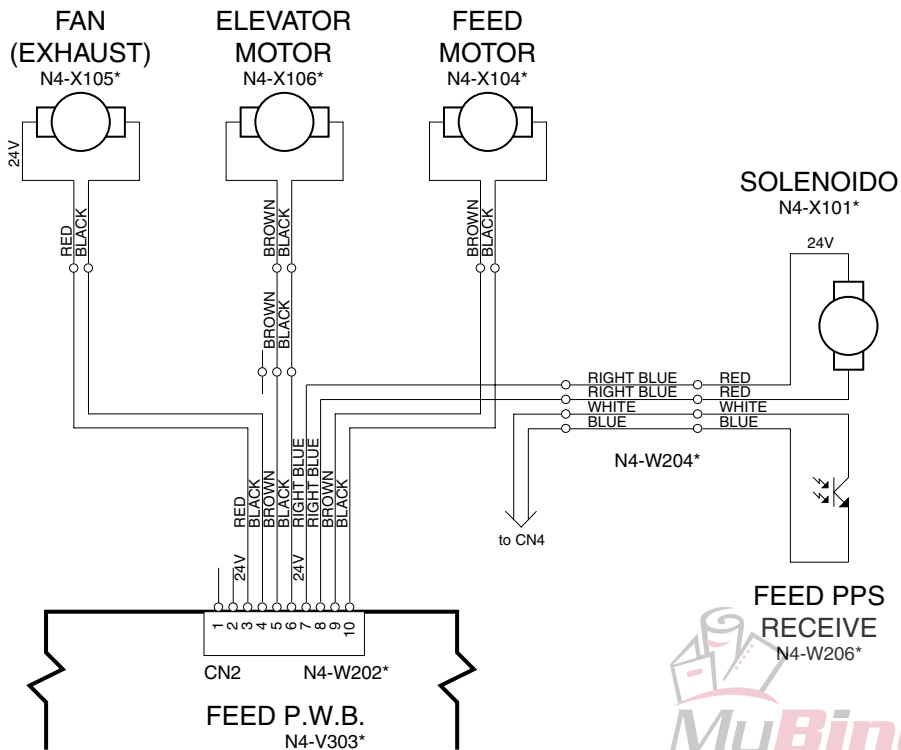 FAN
(EXHAUST)
N4-X105*
ELEVATOR
MOTOR
N4-X106*
FEED
MOTOR
N4-X104*
24V
RED
BLACK
BROWN
BLACK
BROWN
BLACK
BROWN
BLACK
SOLENOIDO
N4-X101*
24V
RIGHT BLUE
RED
RIGHT BLUE
RED
WHITE
WHITE
BLUE
BLUE
N4-W204*
to CN4
24V
RED
BLACK
BROWN
BLACK
24V
RIGHT BLUE
RIGHT BLUE
BROWN
BLACK
1
2
3
4
5
6
7
8
9
10
CN2
N4-W202*
FEED P.W.B.
N4-V303*
FEED PPS
RECEIVE
N4-W206*
MyBin